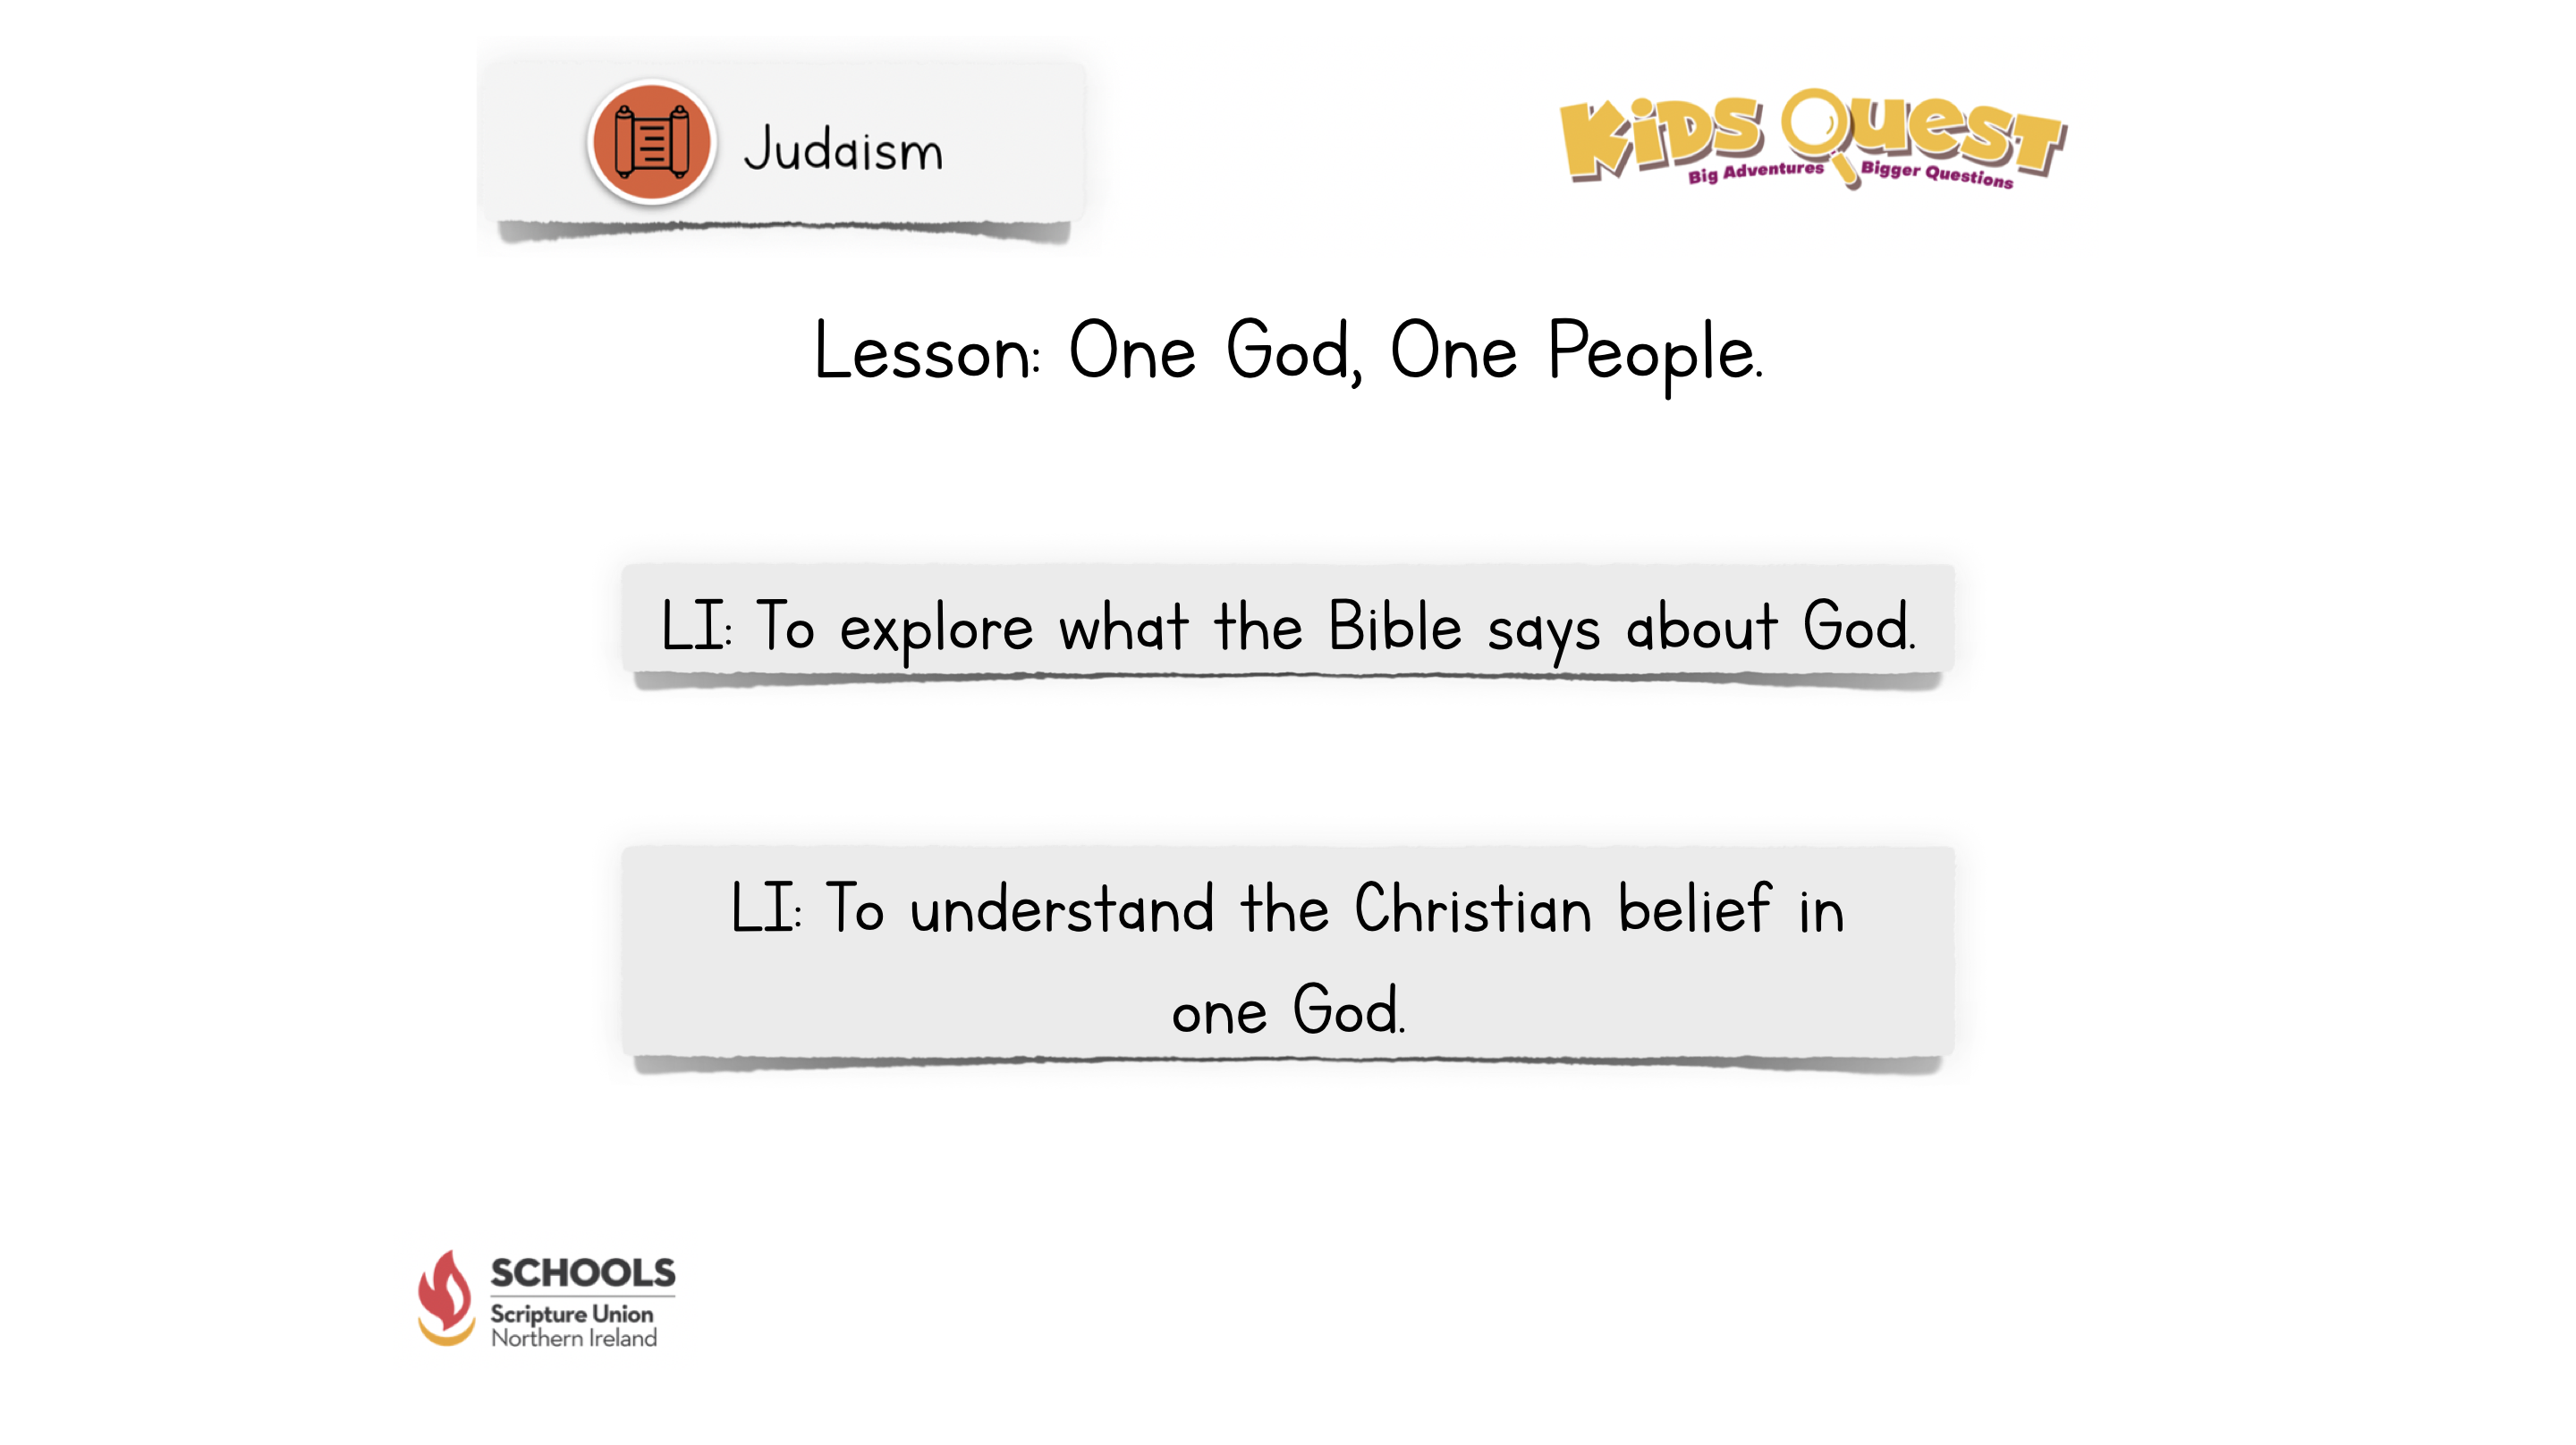 Judaism
KiDS QuesT
Big Adventures Bigger Questions
Lesson: One God, One People.
LI: To explore what the Bible says about God.
LI: To understand the Christian belief in
one God.
SCHOOLS
Scripture Union
Northern Ireland